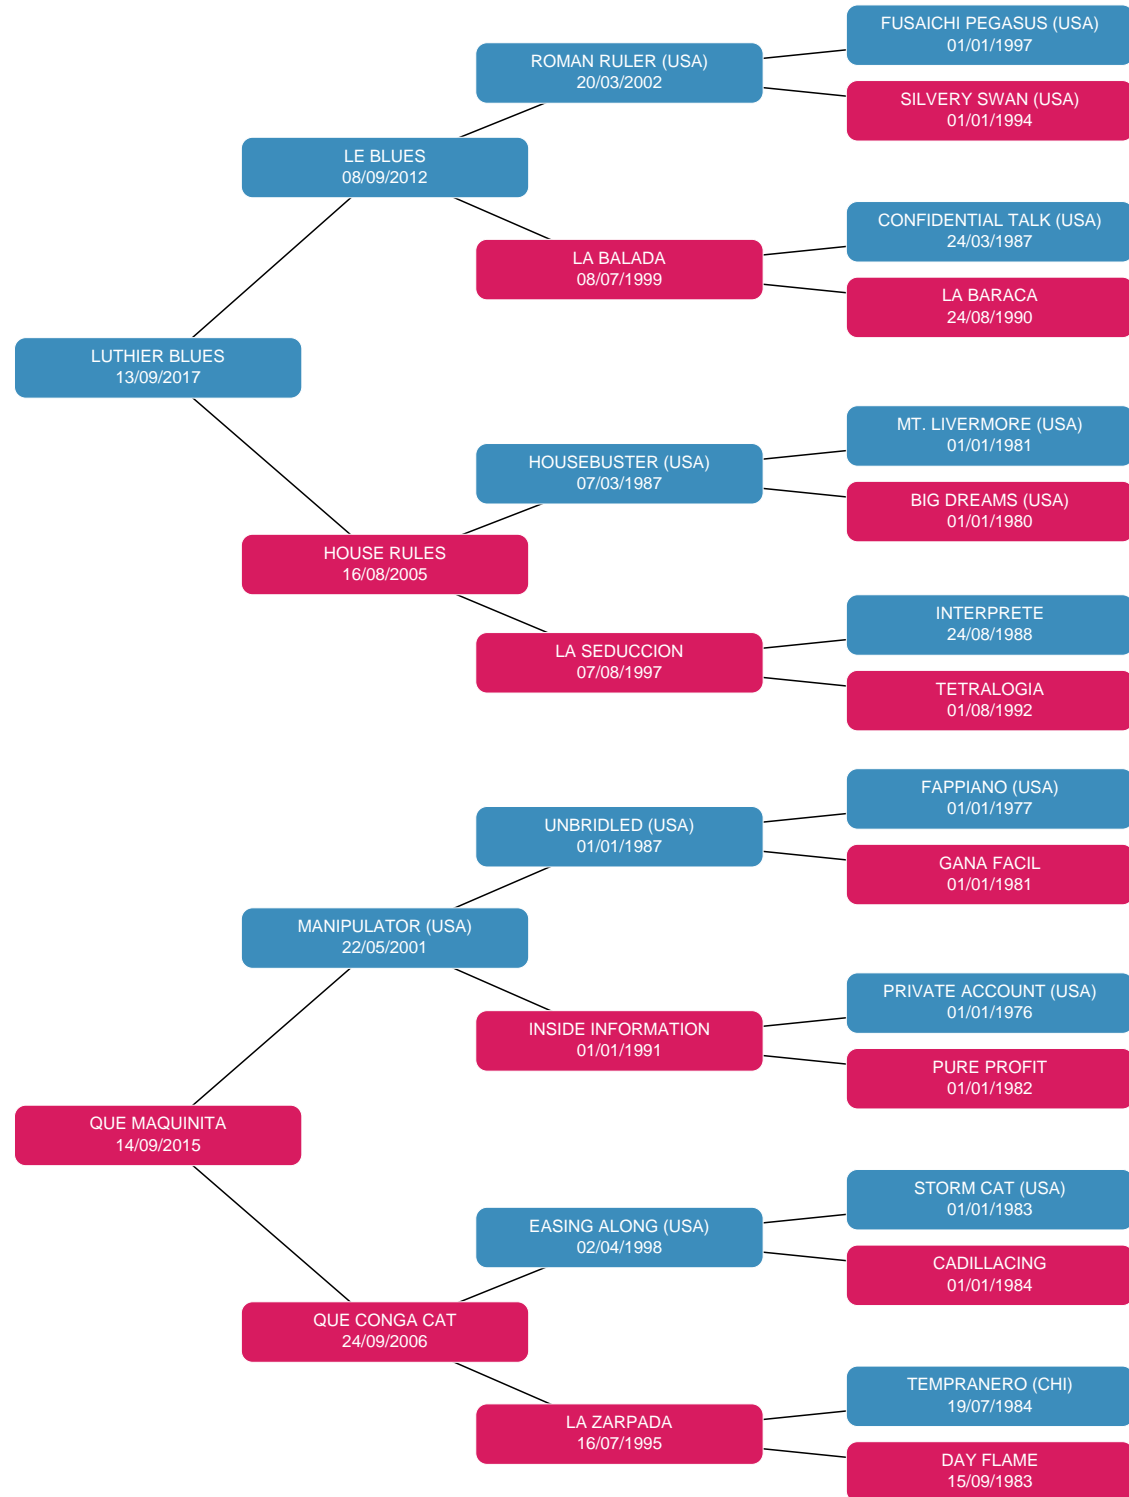 FUSAICHI PEGASUS (USA)
01/01/1997
ROMAN RULER (USA)
20/03/2002
SILVERY SWAN (USA)
01/01/1994
LE BLUES
08/09/2012
CONFIDENTIAL TALK (USA)
24/03/1987
LA BALADA
08/07/1999
LA BARACA
24/08/1990
LUTHIER BLUES
13/09/2017
MT. LIVERMORE (USA)
01/01/1981
HOUSEBUSTER (USA)
07/03/1987
BIG DREAMS (USA)
01/01/1980
HOUSE RULES
16/08/2005
INTERPRETE
24/08/1988
LA SEDUCCION
07/08/1997
TETRALOGIA
01/08/1992
FAPPIANO (USA)
01/01/1977
UNBRIDLED (USA)
01/01/1987
GANA FACIL
01/01/1981
MANIPULATOR (USA)
22/05/2001
PRIVATE ACCOUNT (USA)
01/01/1976
INSIDE INFORMATION
01/01/1991
PURE PROFIT
01/01/1982
QUE MAQUINITA
14/09/2015
STORM CAT (USA)
01/01/1983
EASING ALONG (USA)
02/04/1998
CADILLACING
01/01/1984
QUE CONGA CAT
24/09/2006
TEMPRANERO (CHI)
19/07/1984
LA ZARPADA
16/07/1995
DAY FLAME
15/09/1983